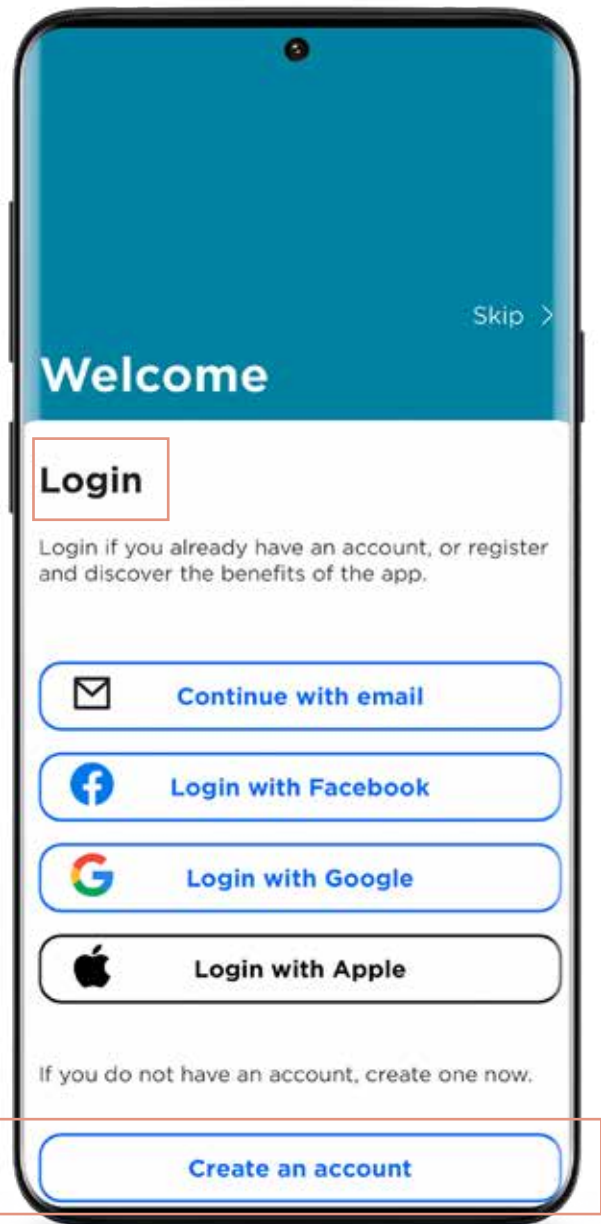 Skip >
Welcome
Login
Login if you already have an account, or register
and discover the benefits of the app.
Continue with email
Login with Facebook
Login with Google
Login with Apple
If you do not have an account, create one now.
Create an account